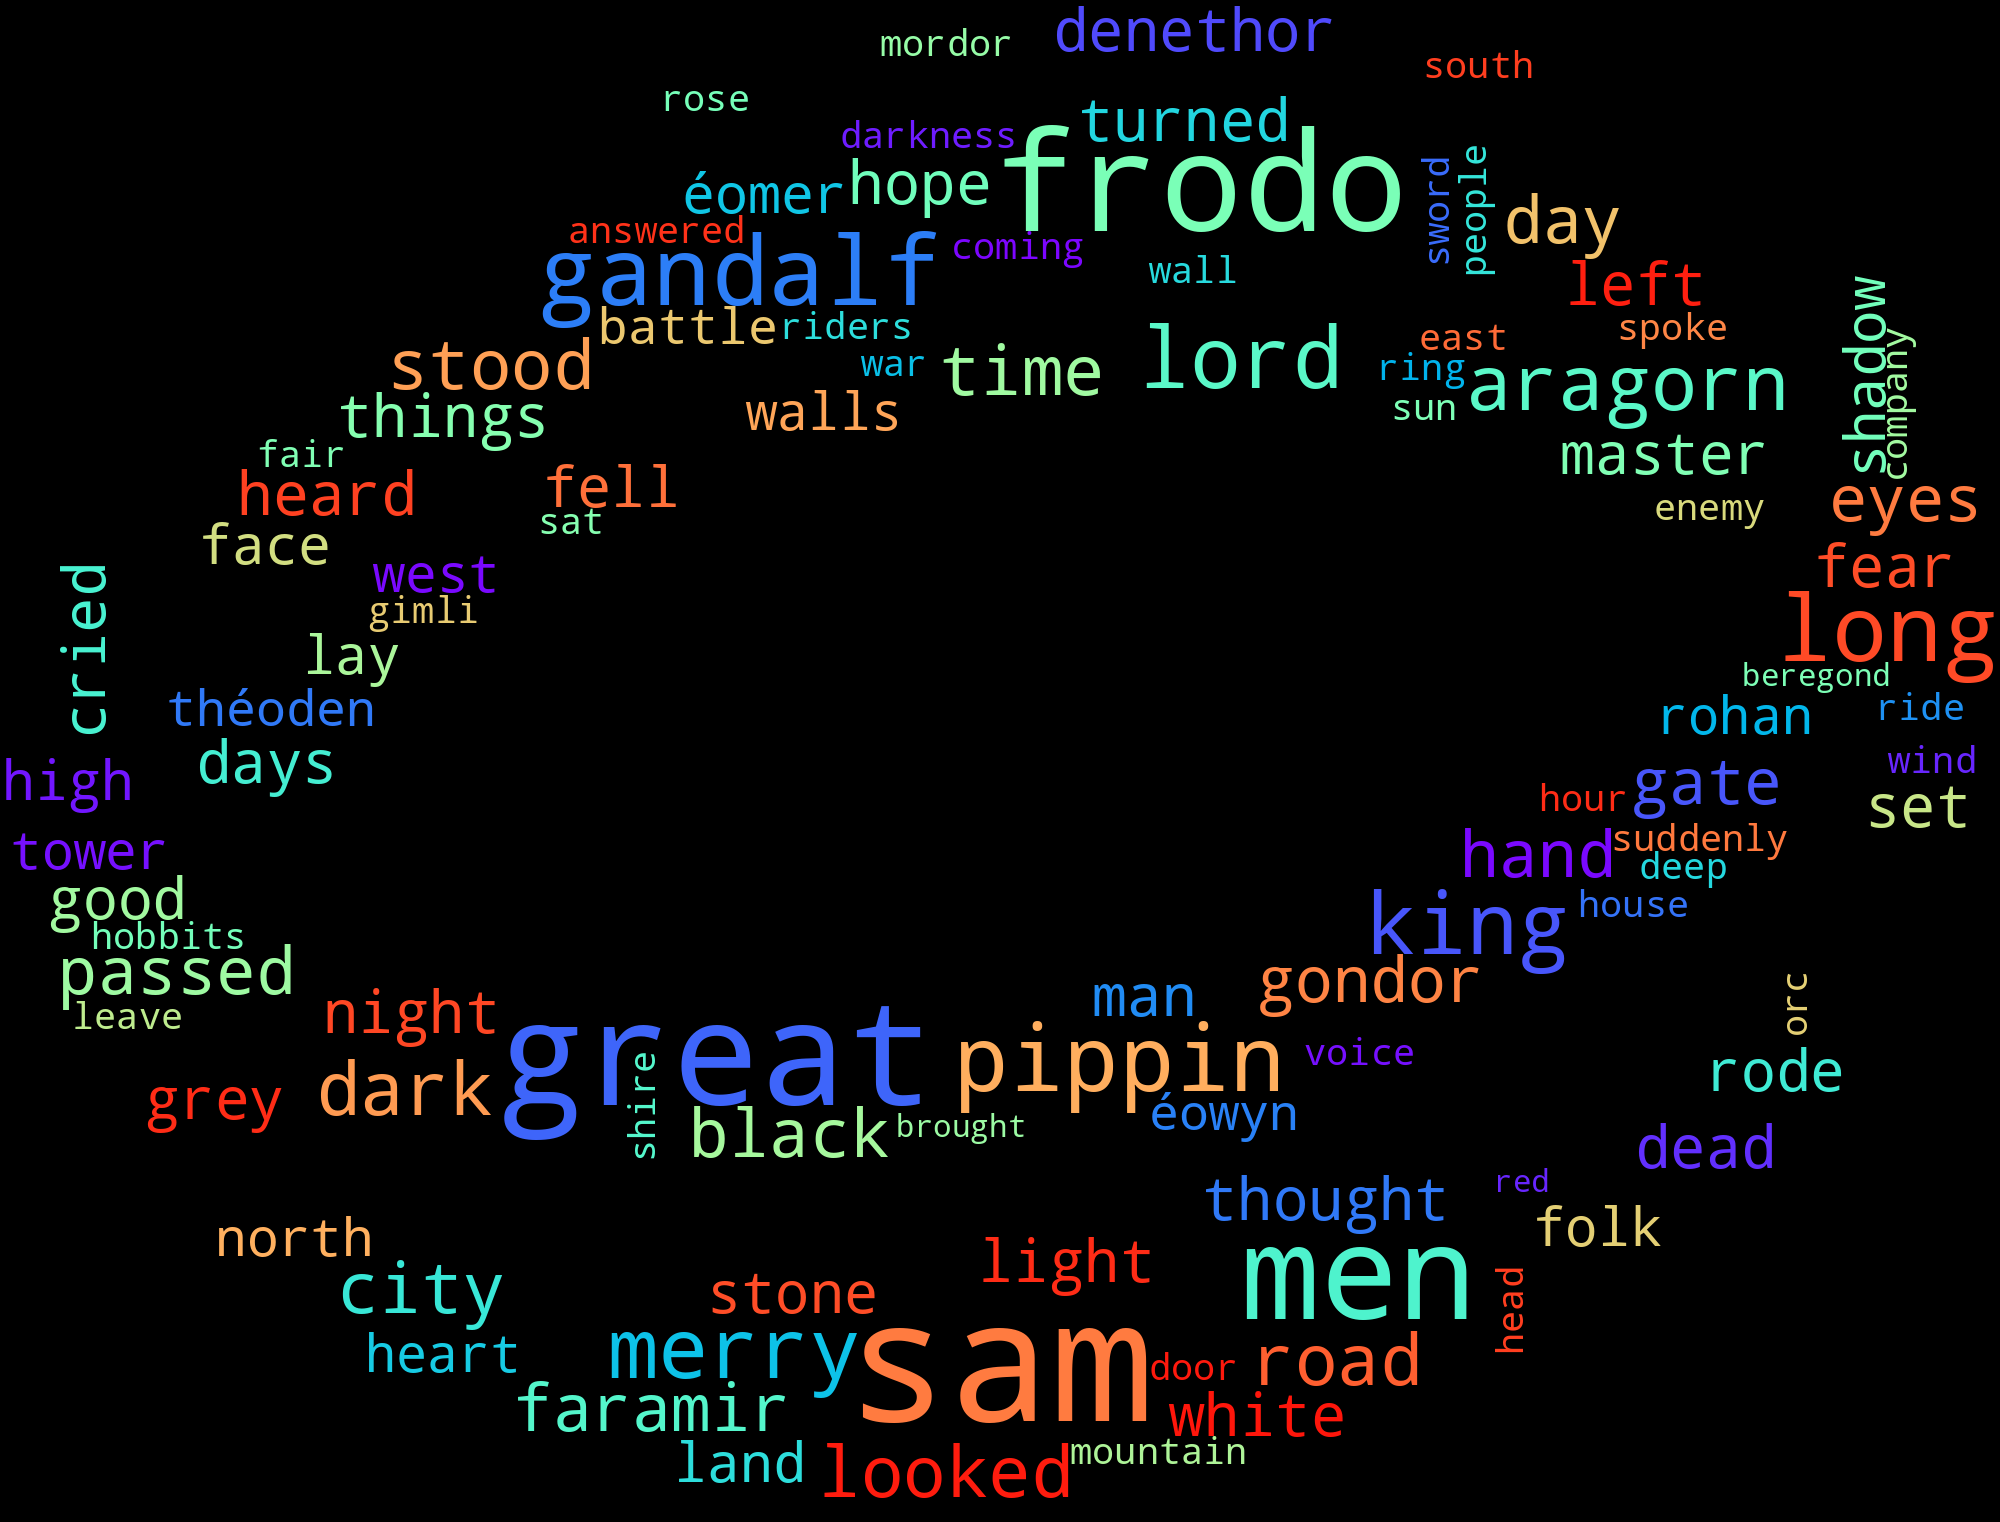 denethor
mordor
south
rose
turned
darkness
frodo
hope
éomer
sword
people
day
answered
gandalf
coming
wall
left
shadow
battle
riders
spoke
east
company
stood
war
time
lord
ring
aragorn
sun
things
walls
master
fair
heard
fell
sat
enemy
eyes
face
west
fear
cried
gimli
long
lay
beregond
théoden
rohan
ride
days
high
gate
wind
hour
set
tower
hand
suddenly
deep
good
king
house
hobbits
passed
gondor
leave
night
man
orc
great
pippin
voice
rode
grey
dark
shire
black
brought
éowyn
dead
thought
red
folk
north
light
men
head
city
stone
heart
merry
sam
door
road
faramir
white
land
looked
mountain